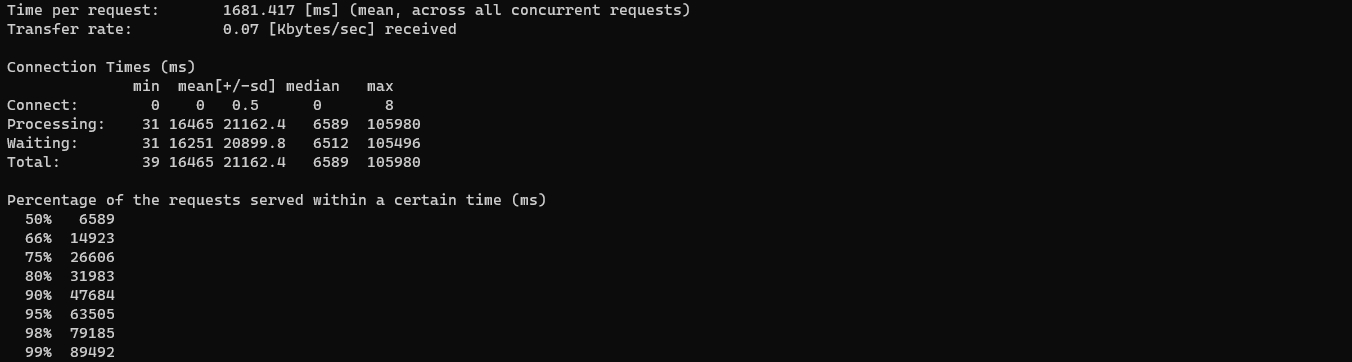 Time per request:       1681.417 [ms] (mean, across all concurrent requests)
Transfer rate:          0.07 [Kbytes/sec] received

Connection Times (ms)
              min  mean[+/-sd] median   max
Connect:        0    0   0.5      0       8
Processing:    31 16465 21162.4   6589  105980
Waiting:       31 16251 20899.8   6512  105496
Total:         39 16465 21162.4   6589  105980

Percentage of the requests served within a certain time (ms)
  50%   6589
  66%  14923
  75%  26606
  80%  31983
  90%  47684
  95%  63505
  98%  79185
  99%  89492